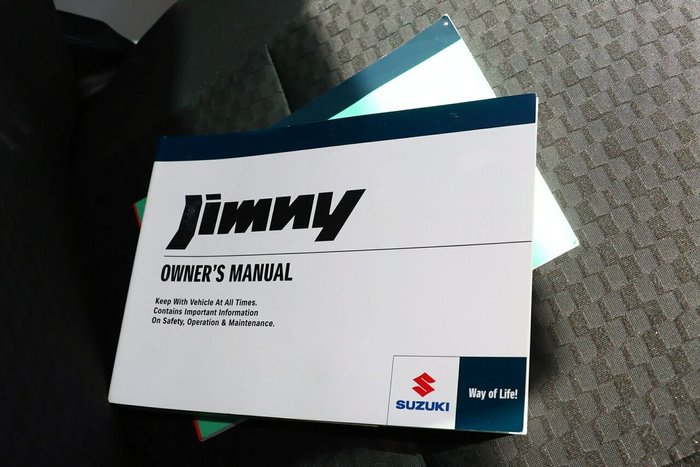 Jimny
OWNER'S MANUAL
Keep With Vehicle At All Times.
Contains Important Information
On Safety, Operation & Maintenance.
SUZUKI
Way of Life!